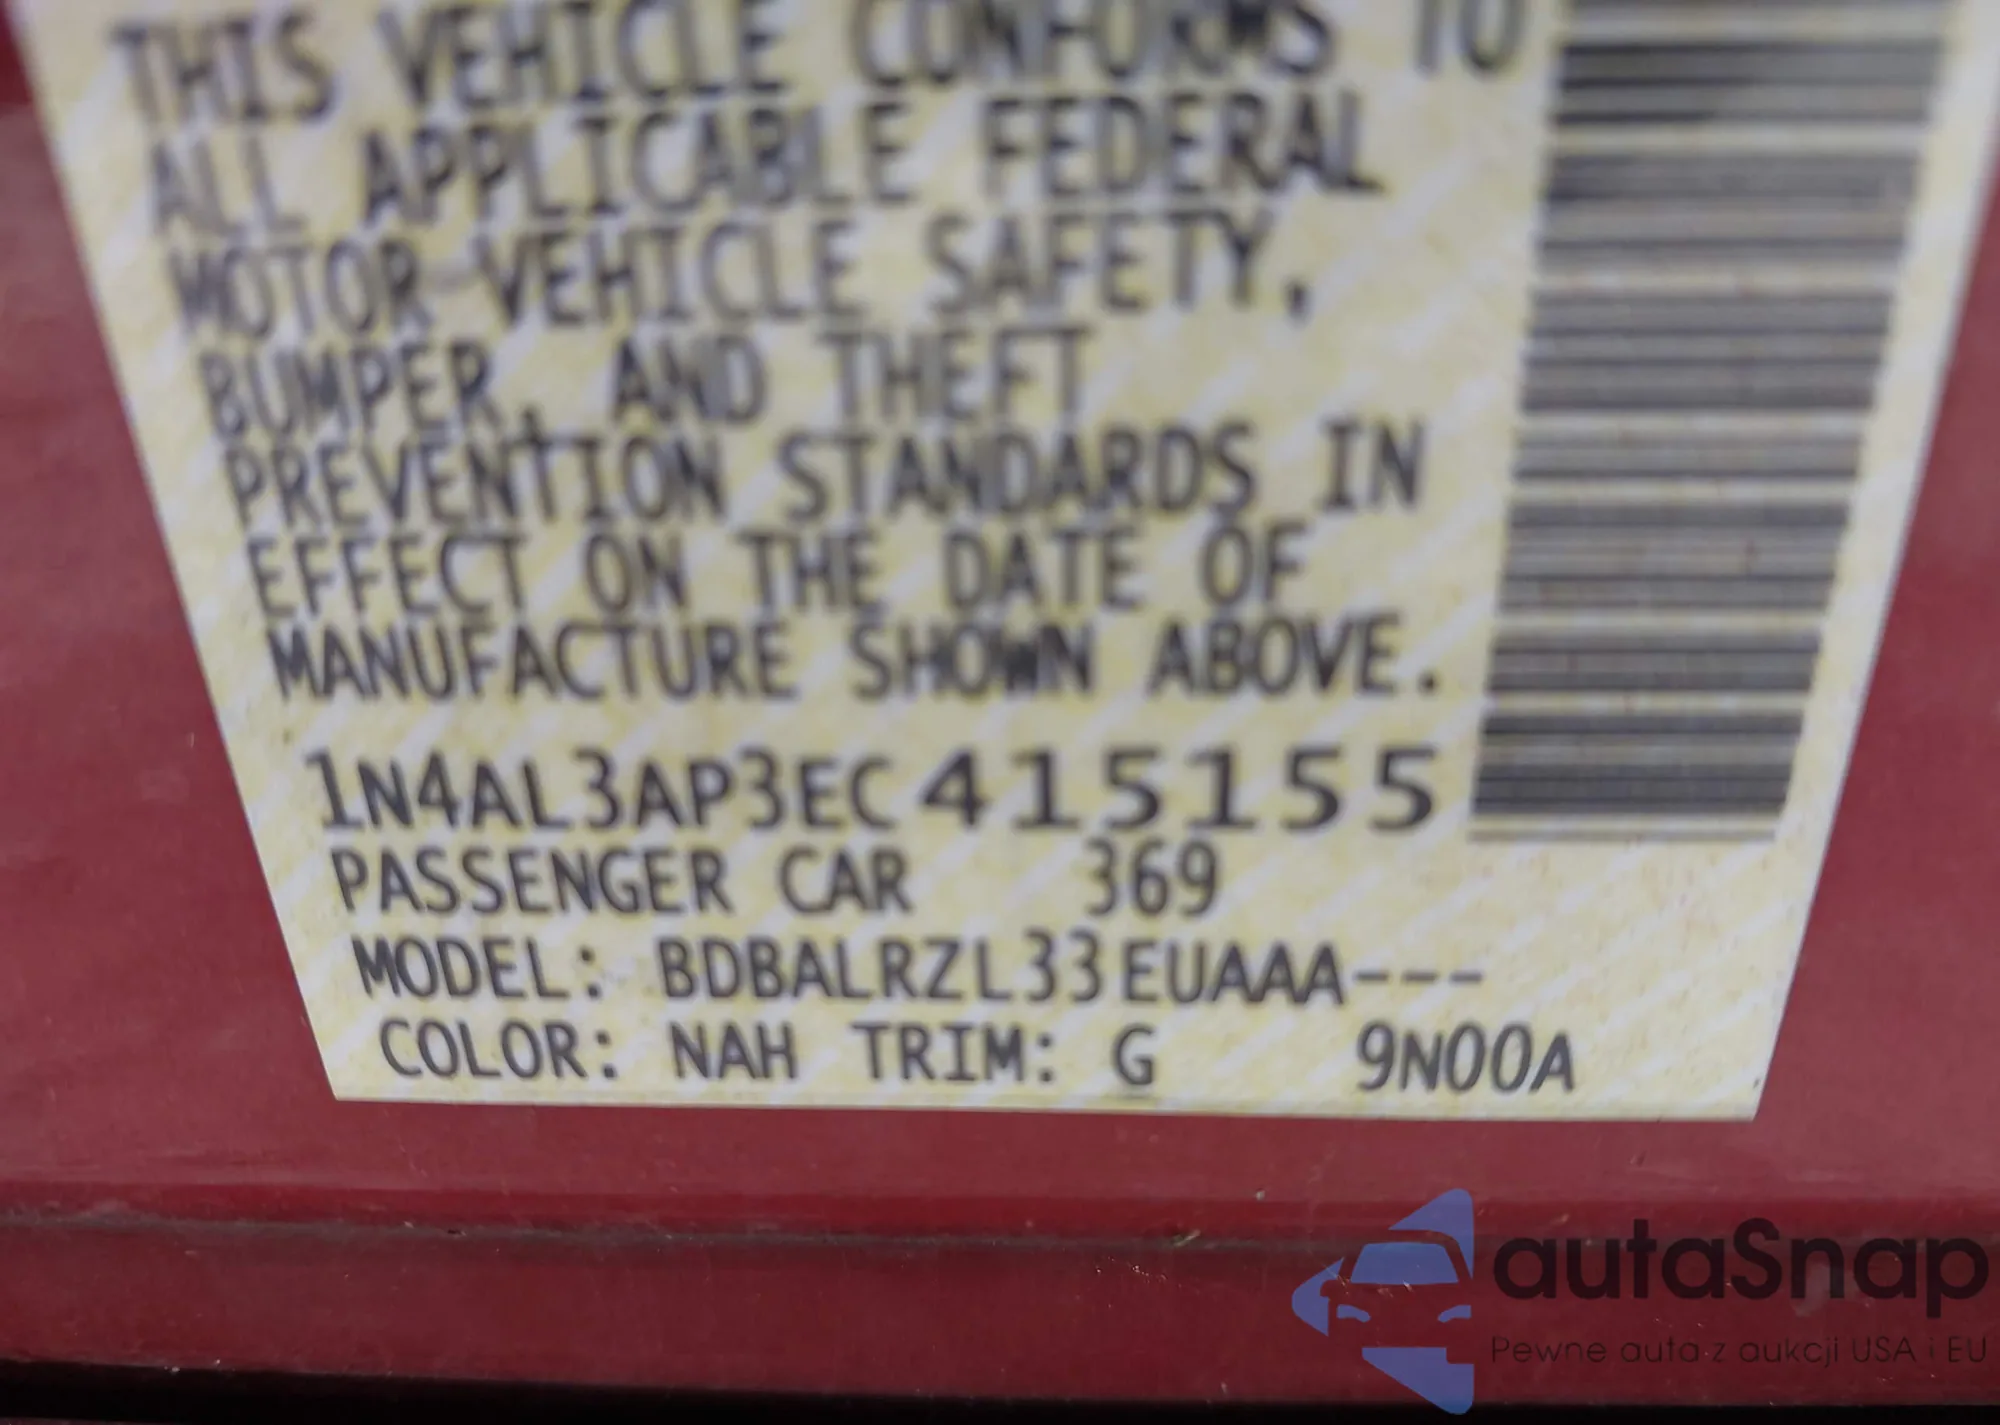 THIS VEHICLE CONFORMS TO
ALL APPLICABLE FEDERAL
MOTOR VEHICLE SAFETY,
BUMPER, AND THEFT
PREVENTION STANDARDS IN
EFFECT ON THE DATE OF
MANUFACTURE SHOWN ABOVE.
1N4AL3AP3EC415155
PASSENGER CAR 369
MODEL: BDBALRZL33EUAAA---
COLOR: NAH TRIM: G 9N00A
autaSnap
Pewne auta z aukcji USA i EU